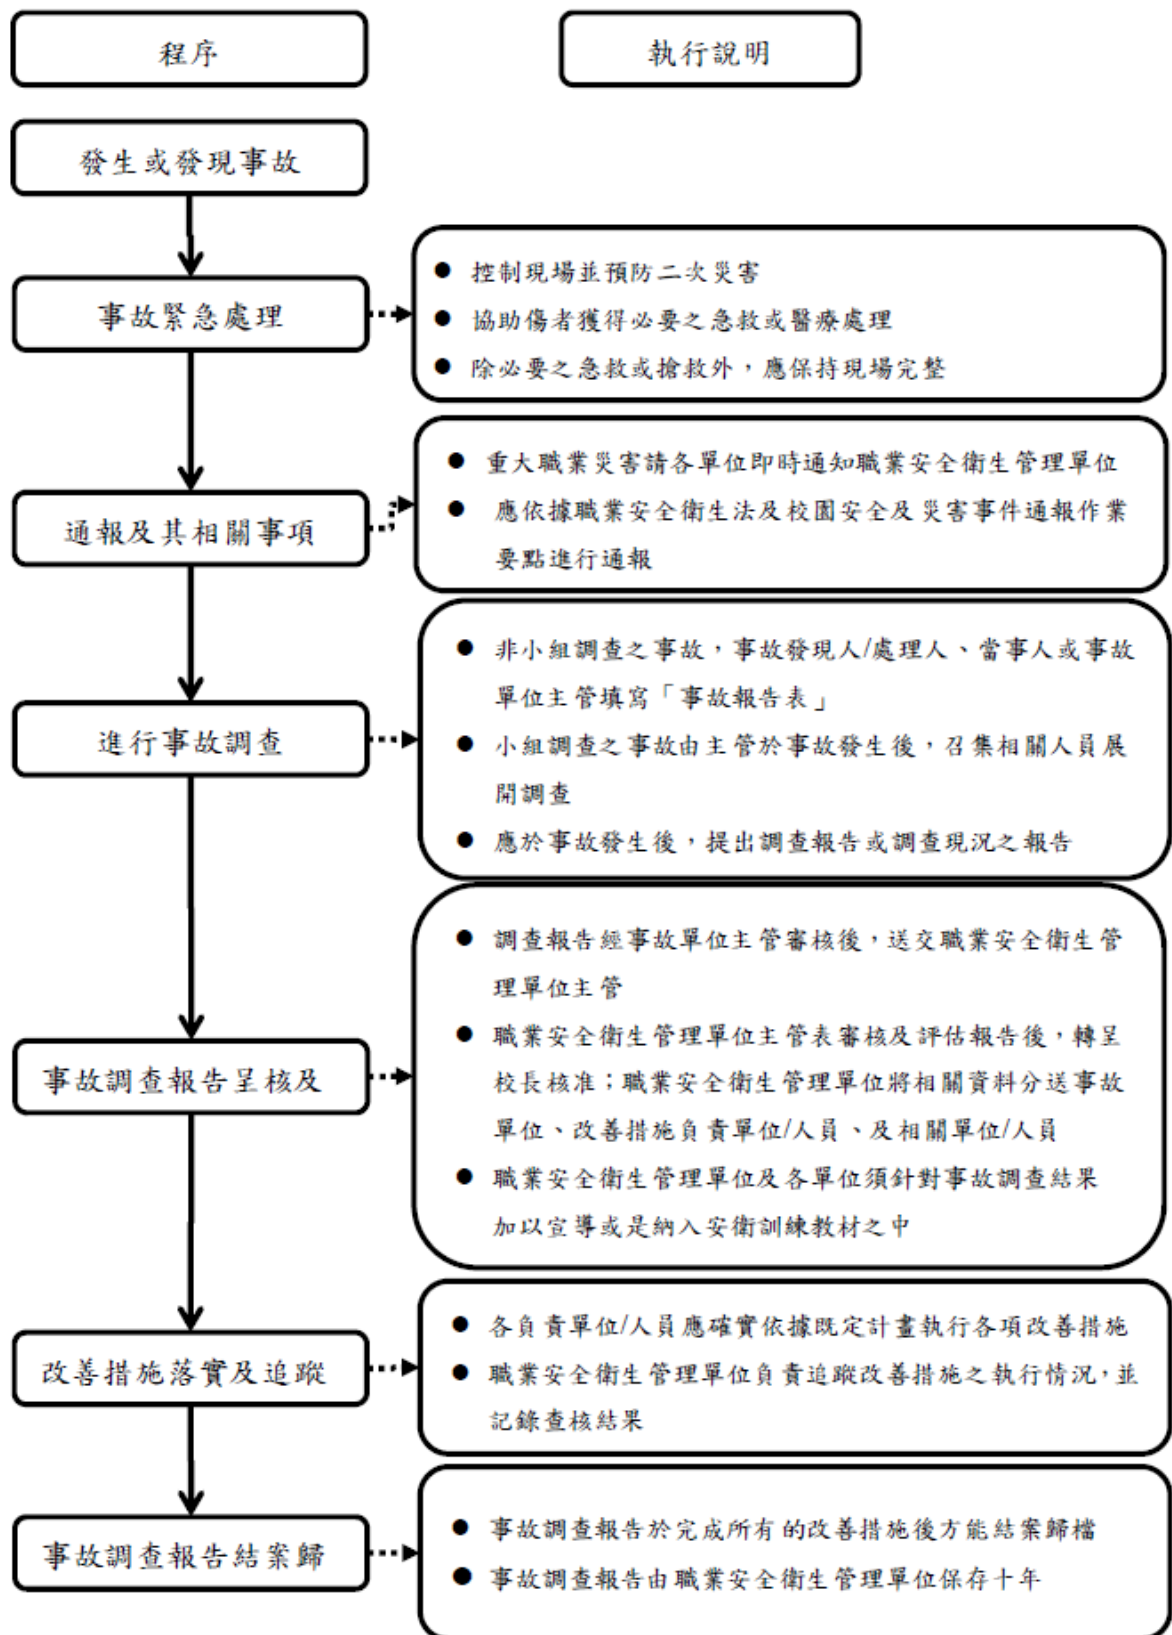 程序
執行說明
發生或發現事故
事故緊急處理
● 控制現場並預防二次災害
● 協助傷者獲得必要之急救或醫療處理
● 除必要之急救或搶救外，應保持現場完整
通報及其相關事項
● 重大職業災害請各單位即時通知職業安全衛生管理單位
● 應依據職業安全衛生法及校園安全及災害事件通報作業
要點進行通報
進行事故調查
● 非小組調查之事故，事故發現人/處理人、當事人或事故
單位主管填寫「事故報告表」
● 小組調查之事故由主管於事故發生後，召集相關人員展
開調查
● 應於事故發生後，提出調查報告或調查現況之報告
事故調查報告呈核及
● 調查報告經事故單位主管審核後，送交職業安全衛生管
理單位主管
● 職業安全衛生管理單位主管表審核及評估報告後，轉呈
校長核准；職業安全衛生管理單位將相關資料分送事故
單位、改善措施負責單位/人員、及相關單位/人員
● 職業安全衛生管理單位及各單位須針對事故調查結果
加以宣導或是納入安衛訓練教材之中
改善措施落實及追蹤
● 各負責單位/人員應確實依據既定計畫執行各項改善措施
● 職業安全衛生管理單位負責追蹤改善措施之執行情況，並
記錄查核結果
事故調查報告結案歸
● 事故調查報告於完成所有的改善措施後方能結案歸檔
● 事故調查報告由職業安全衛生管理單位保存十年